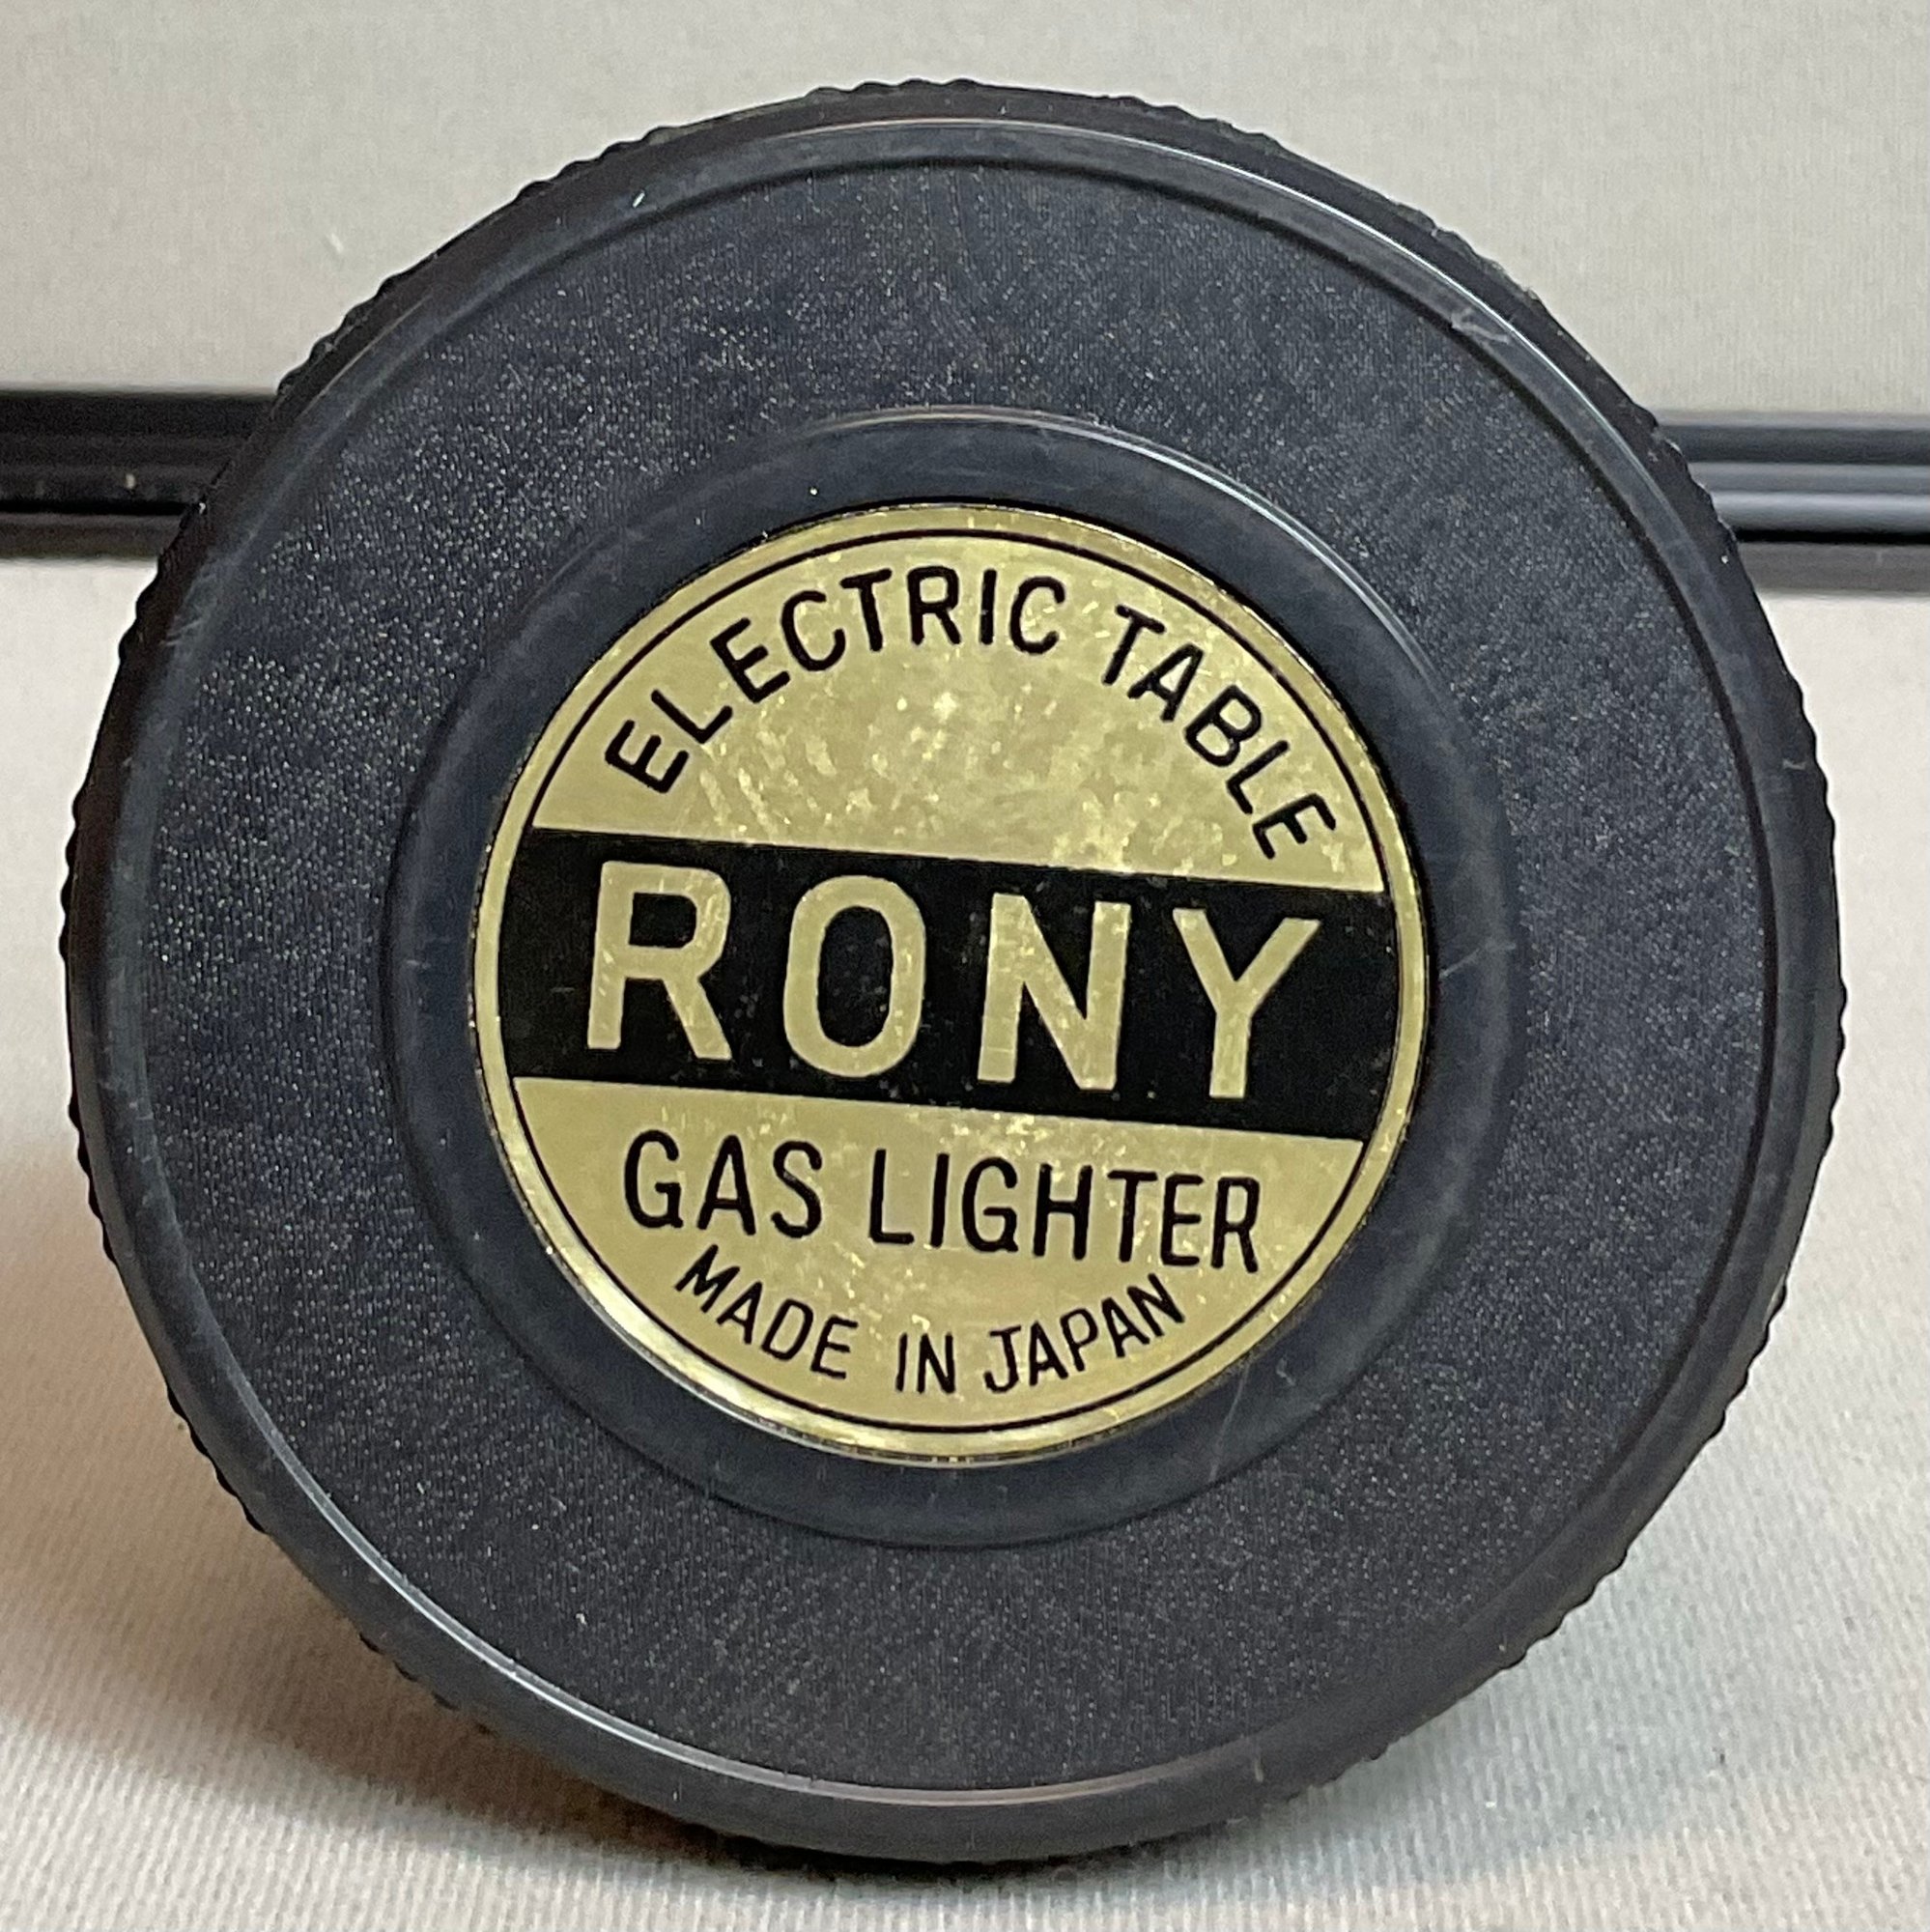 ELECTRIC TABLE
RONY
GAS LIGHTER
MADE IN JAPAN